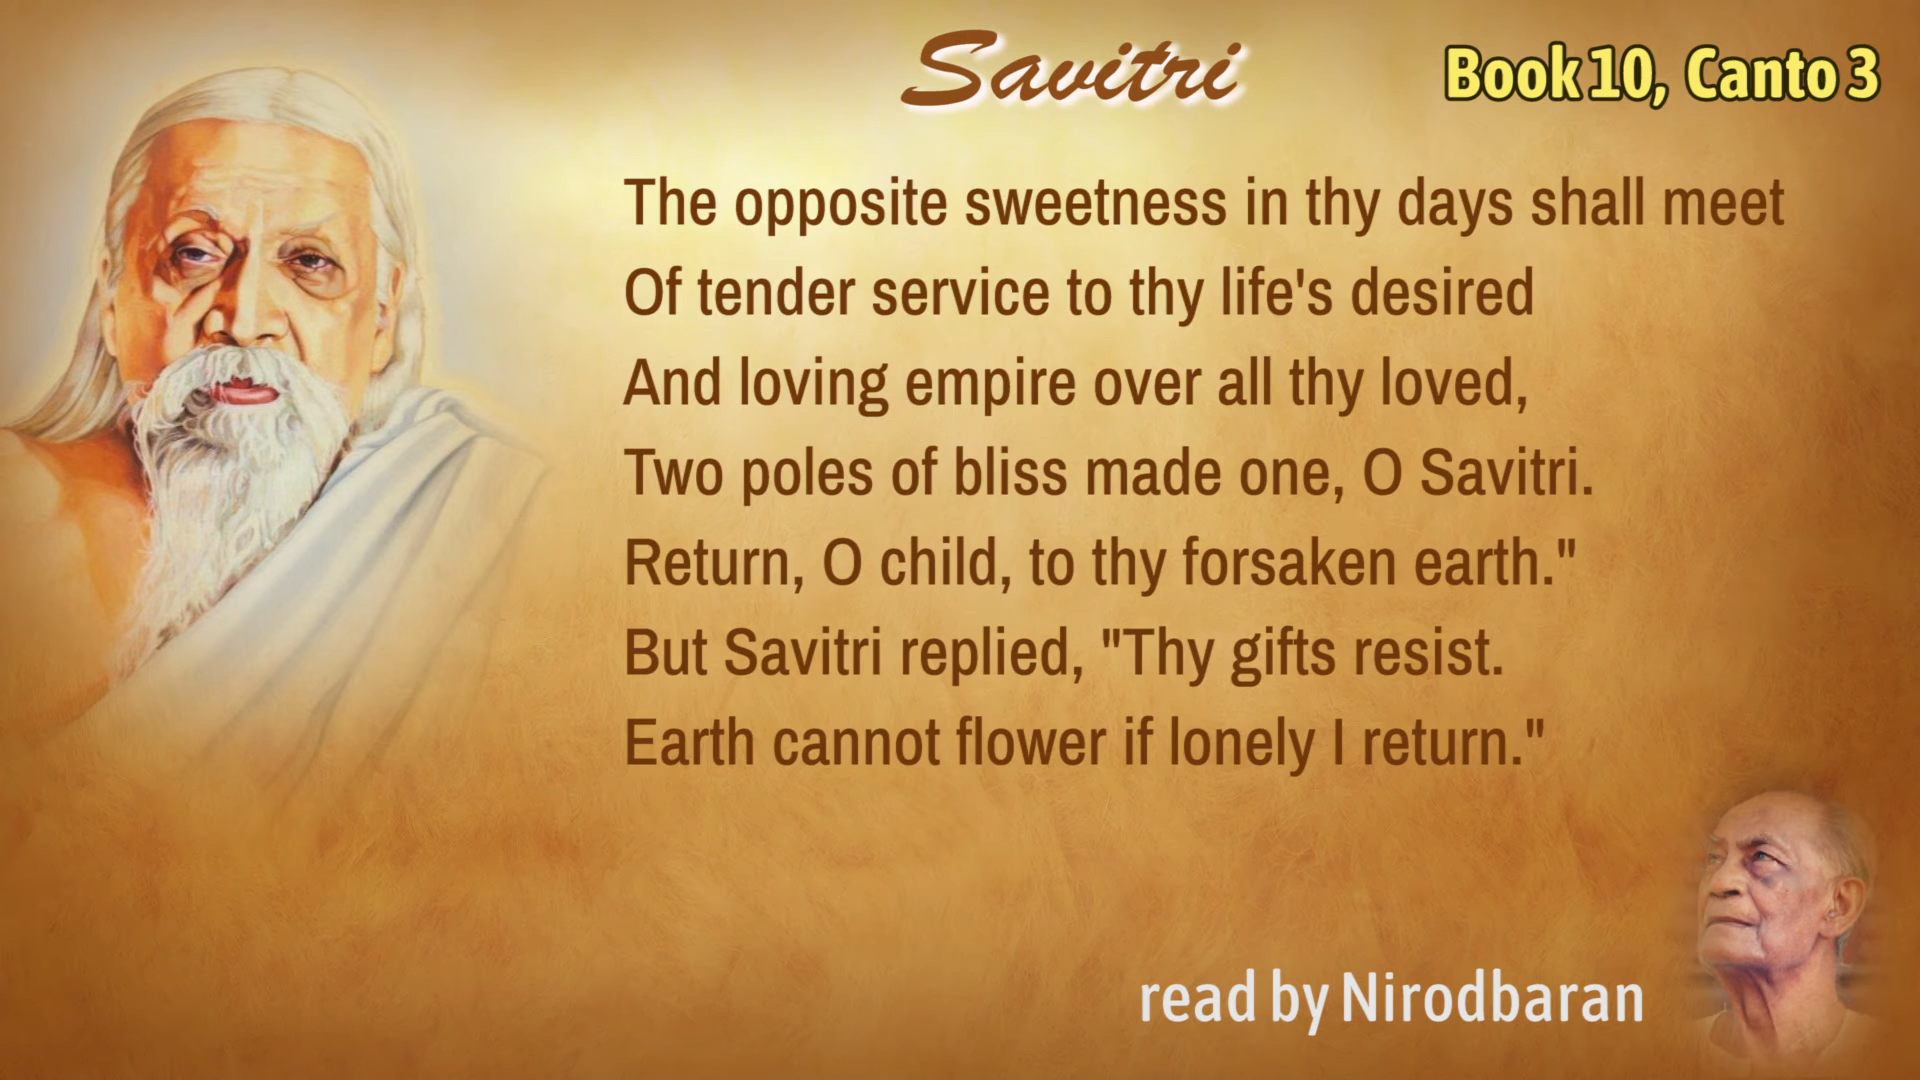 Savitri
Book 10, Canto 3
The opposite sweetness in thy days shall meet
Of tender service to thy life's desired
And loving empire over all thy loved,
Two poles of bliss made one, O Savitri.
Return, O child, to thy forsaken earth."
But Savitri replied, "Thy gifts resist.
Earth cannot flower if lonely I return."
read by Nirodbaran